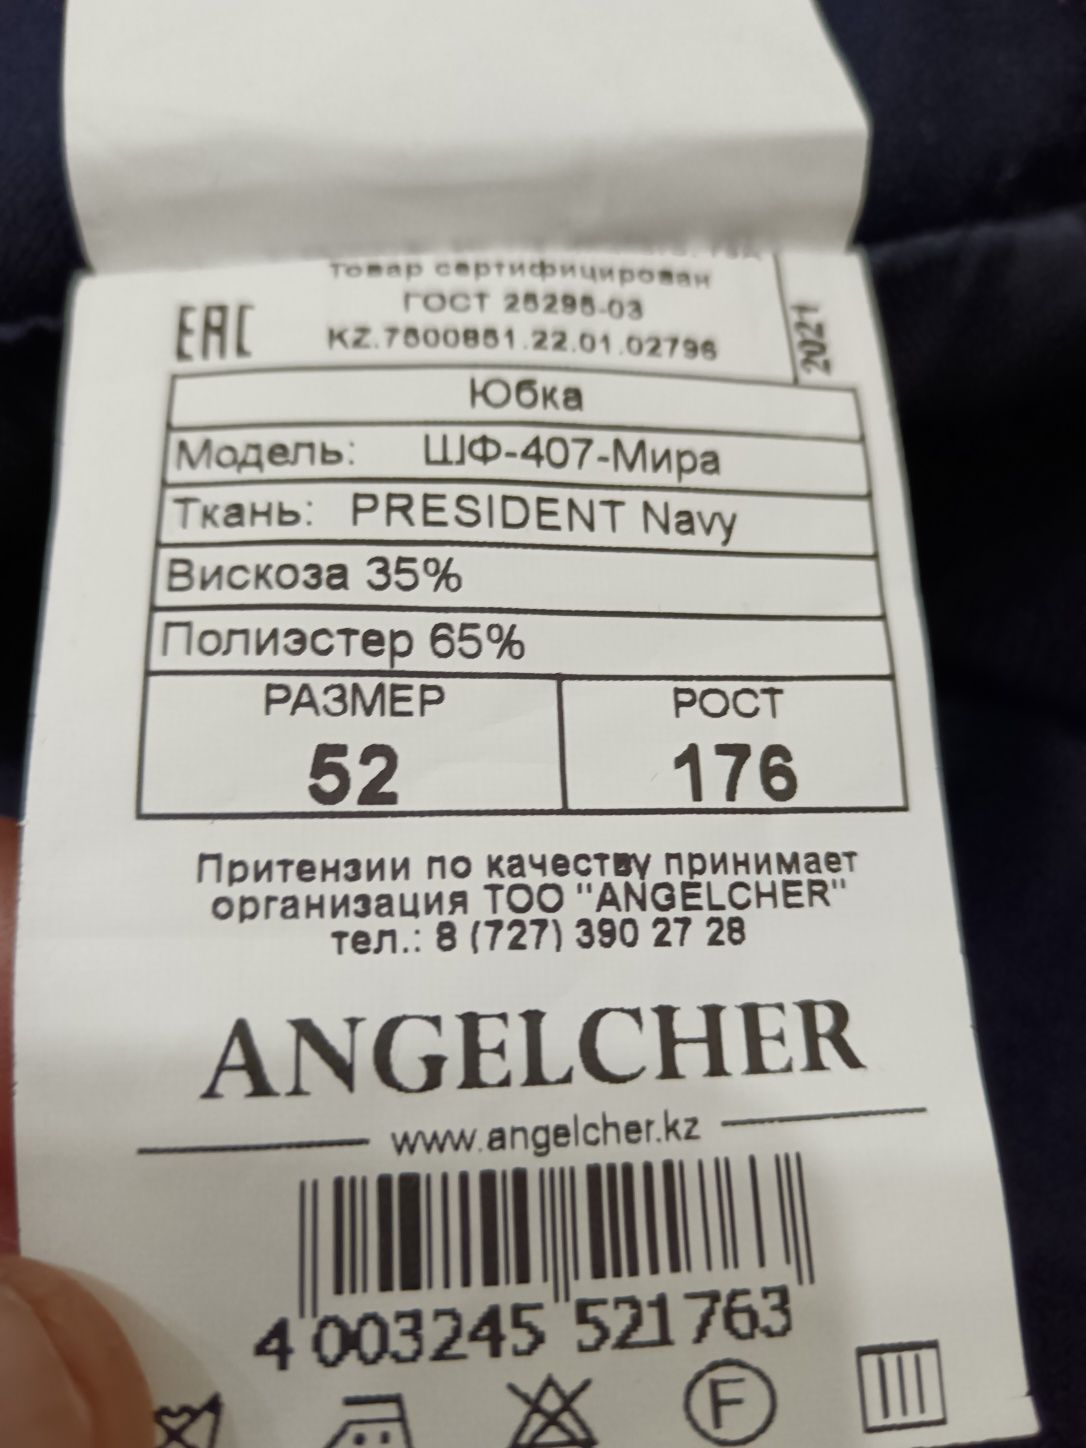 товар сертифицирован
ГОСТ 25295-03
EAC
KZ.7500851.22.01.02796
2021
Юбка
Модель: ШФ-407-Мира
Ткань: PRESIDENT Navy
Вискоза 35%
Полиэстер 65%
РАЗМЕР РОСТ
52 176
Притензии по качеству принимает
организация ТОО "ANGELCHER"
тел.: 8 (727) 390 27 28
ANGELCHER
www.angelcher.kz
4 003245 521763
F